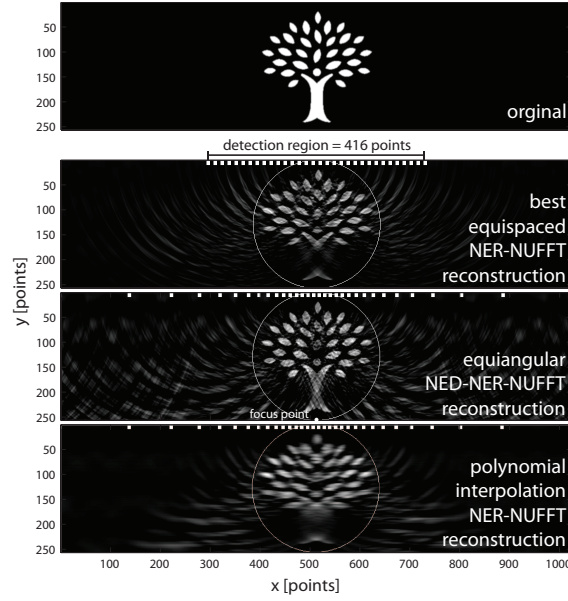 50
100
150
200
250
orginal
detection region = 416 points
50
100
150
200
250
best
equispaced
NER-NUFFT
reconstruction
y [points]
50
100
150
200
250
equiangular
NED-NER-NUFFT
reconstruction
focus point
50
100
150
200
250
polynomial
interpolation
NER-NUFFT
reconstruction
100 200 300 400 500 600 700 800 900 1000
x [points]